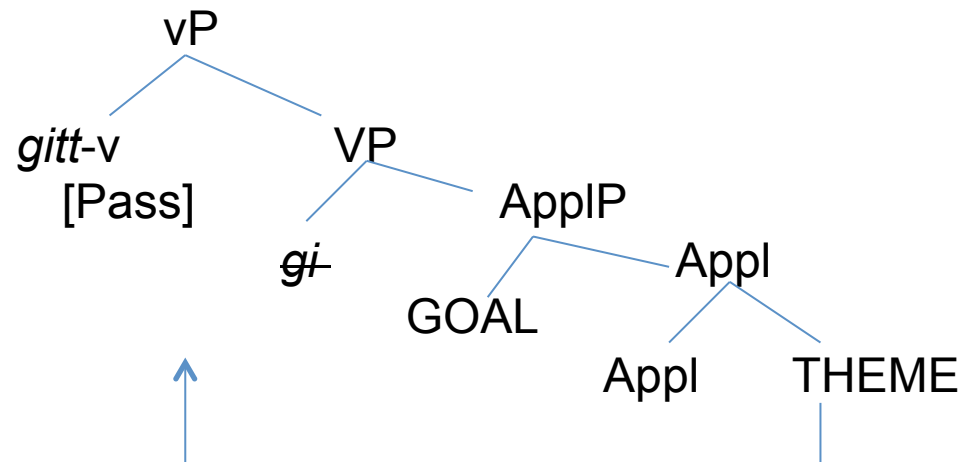 vP
gitt-v VP
[Pass] ApplP
gi Appl
GOAL
Appl THEME